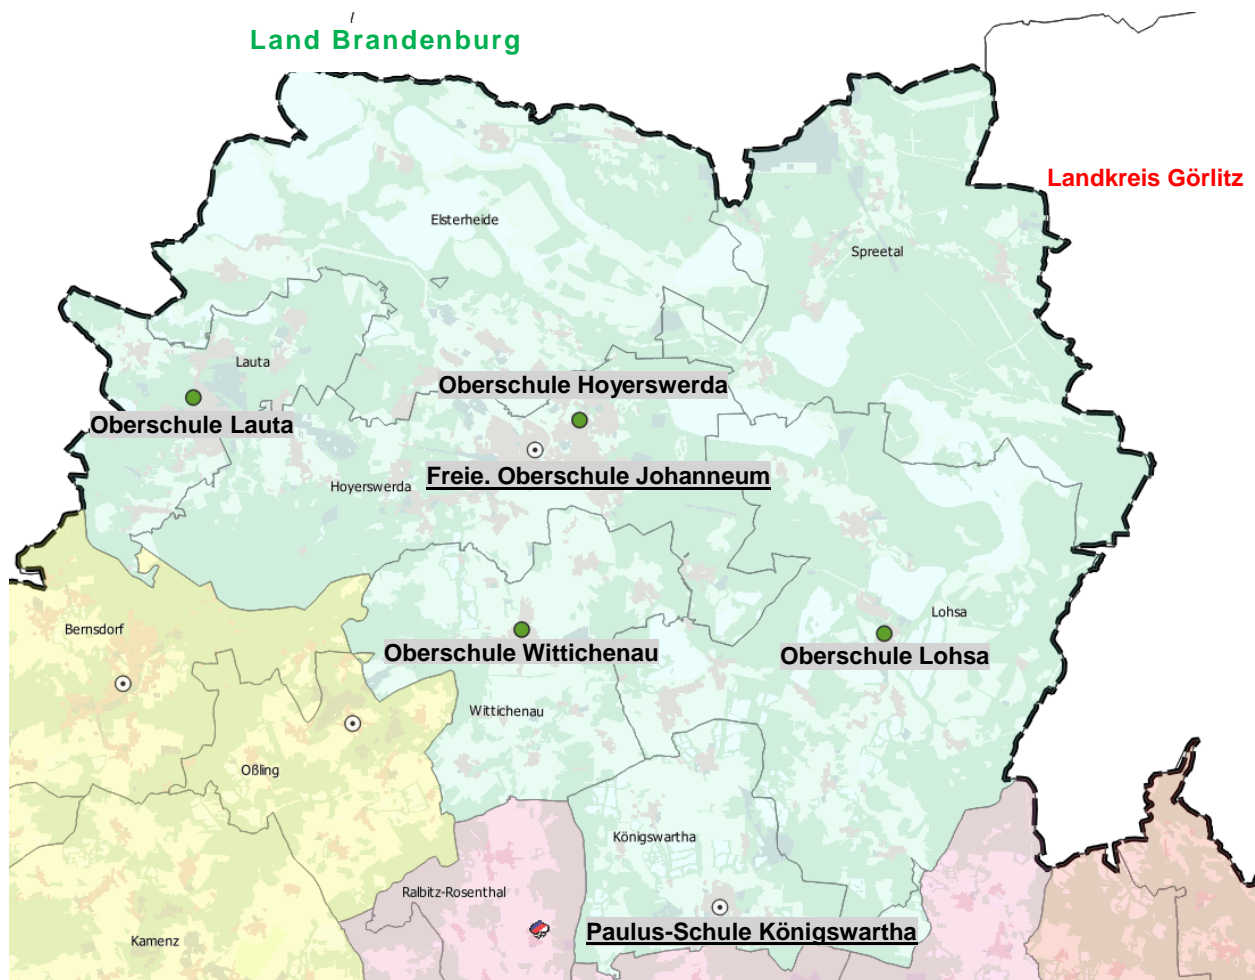 Land Brandenburg
Landkreis Görlitz
Elsterheide
Spreetal
Lauta
Oberschule Hoyerswerda
Oberschule Lauta
Freie. Oberschule Johanneum
Hoyerswerda
Lohsa
Bernsdorf
Oberschule Wittichenau
Oberschule Lohsa
Wittichenau
Oßling
Königswartha
Ralbitz-Rosenthal
Paulus-Schule Königswartha
Kamenz